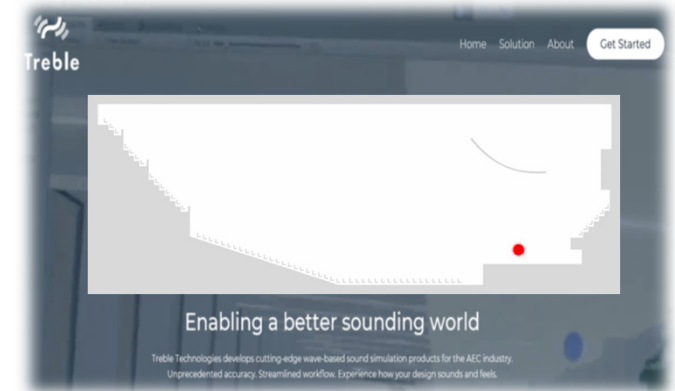 Treble
Home Solution About Get Started
Enabling a better sounding world
Treble Technologies develops cutting-edge wave-based sound simulation products for the AEC industry.
Unprecedented accuracy. Streamlined workflow. Experience how your design sounds and feels.